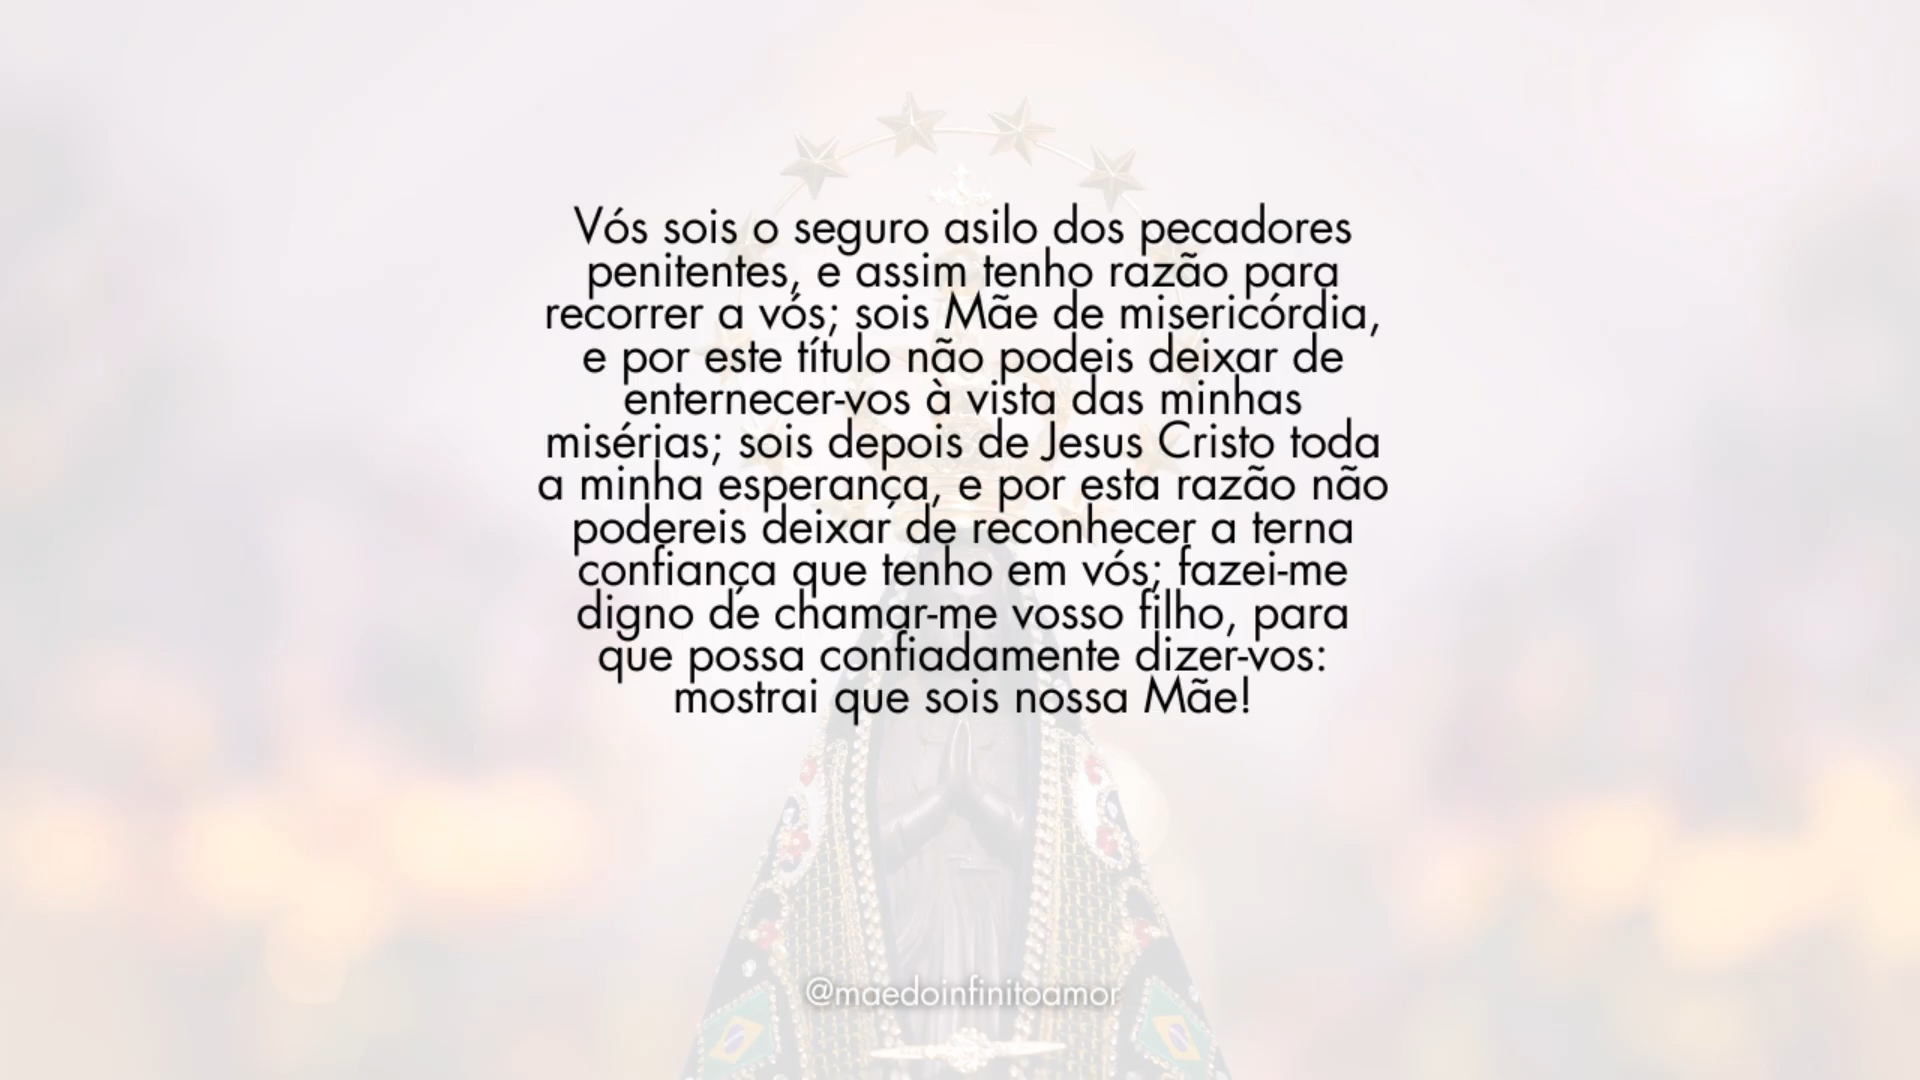 Vós sois o seguro asilo dos pecadores
penitentes, e assim tenho razão para
recorrer a vós; sois Mãe de misericórdia,
e por este título não podeis deixar de
enternecer-vos à vista das minhas
misérias; sois depois de Jesus Cristo toda
a minha esperança, e por esta razão não
podereis deixar de reconhecer a terna
confiança que tenho em vós; fazei-me
digno de chamar-me vosso filho, para
que possa confiadamente dizer-vos:
mostrai que sois nossa Mãe!
@maedoinfinitoamor